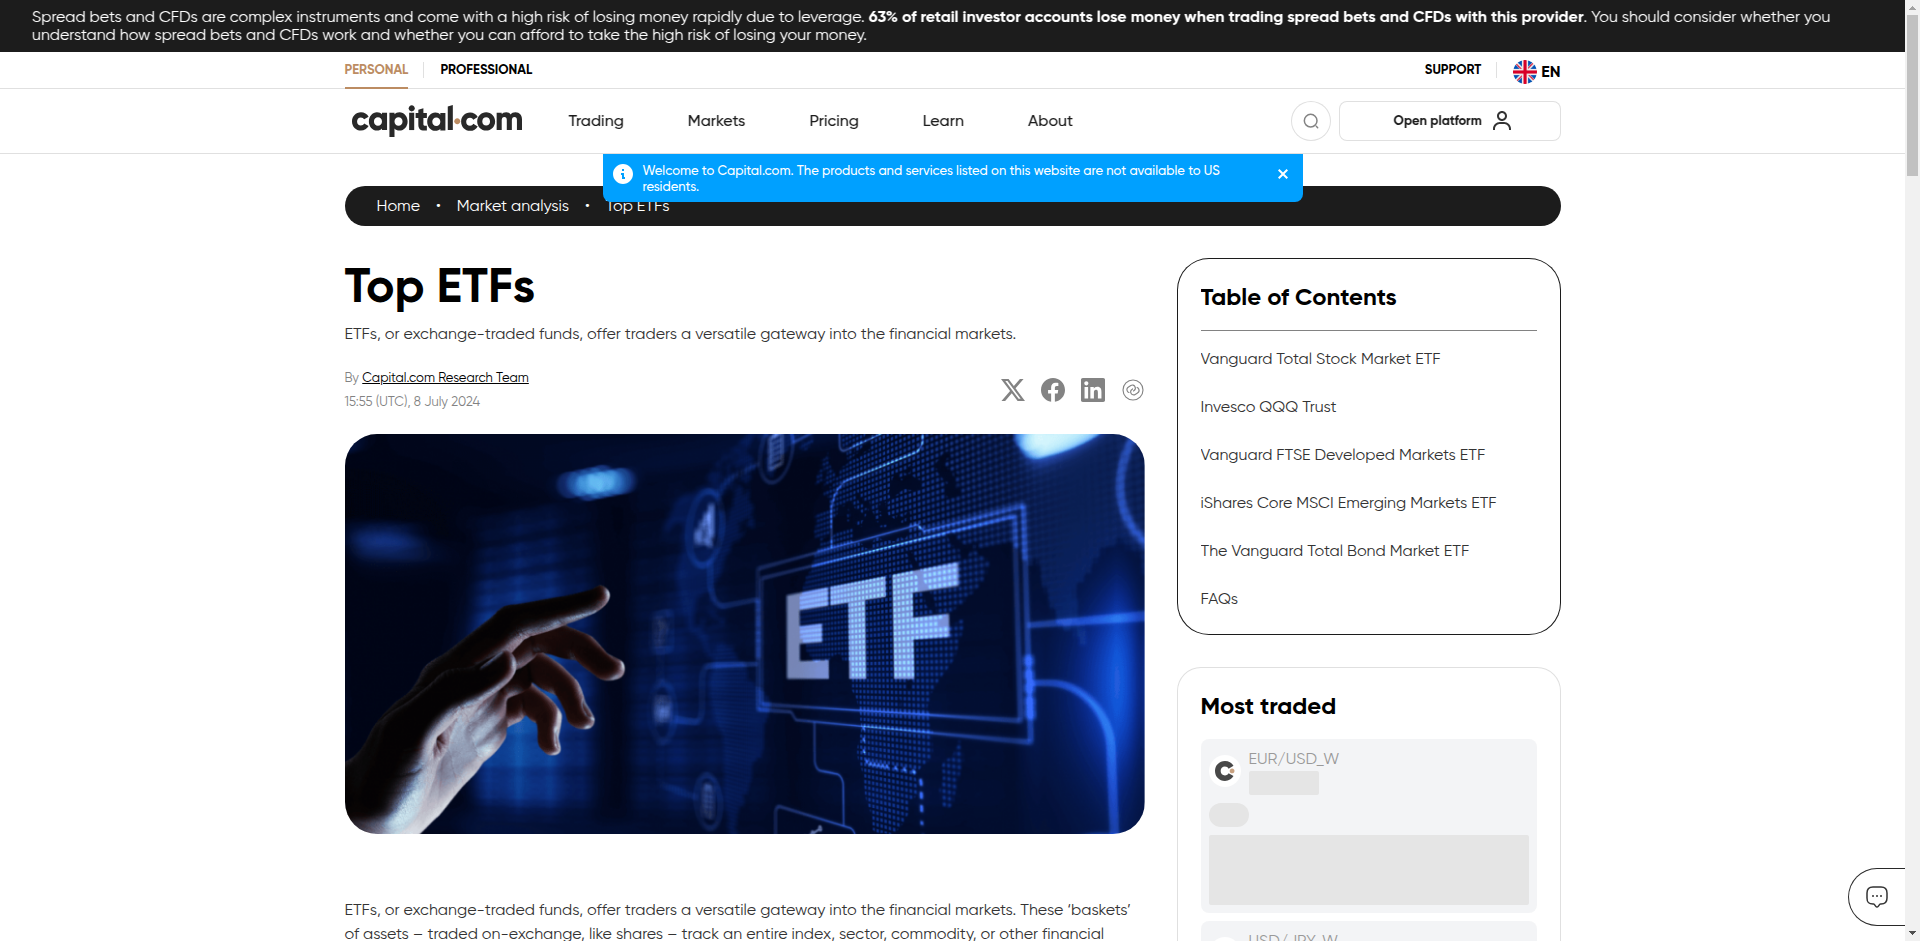 Spread bets and CFDs are complex instruments and come with a high risk of losing money rapidly due to leverage. 63% of retail investor accounts lose money when trading spread bets and CFDs with this provider. You should consider whether you
understand how spread bets and CFDs work and whether you can afford to take the high risk of losing your money.
PERSONAL
PROFESSIONAL
SUPPORT
EN
capital.com
Trading
Markets
Pricing
Learn
About
Open platform
Welcome to Capital.com. The products and services listed on this website are not available to US
residents.
Home • Market analysis • Top ETFs
Top ETFs
ETFs, or exchange-traded funds, offer traders a versatile gateway into the financial markets.
By Capital.com Research Team
15:55 (UTC), 8 July 2024
ETF
ETFs, or exchange-traded funds, offer traders a versatile gateway into the financial markets. These ‘baskets’
of assets – traded on-exchange, like shares – track an entire index, sector, commodity, or other financial
Table of Contents
Vanguard Total Stock Market ETF
Invesco QQQ Trust
Vanguard FTSE Developed Markets ETF
iShares Core MSCI Emerging Markets ETF
The Vanguard Total Bond Market ETF
FAQs
Most traded
EUR/USD_W
USD/JPY_W